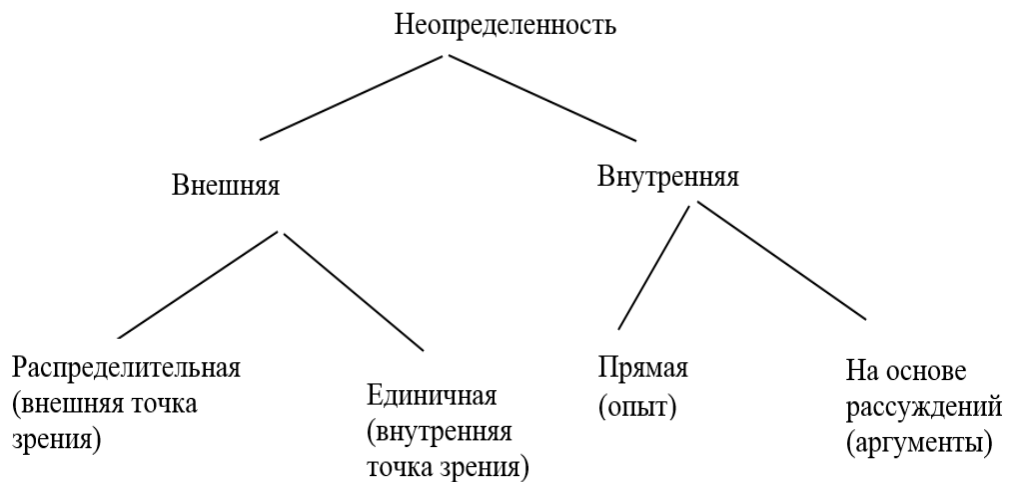 Неопределенность
Внешняя
Внутренняя
Распределительная
(внешняя точка
зрения)
Единичная
(внутренняя
точка зрения)
Прямая
(опыт)
На основе
рассуждений
(аргументы)